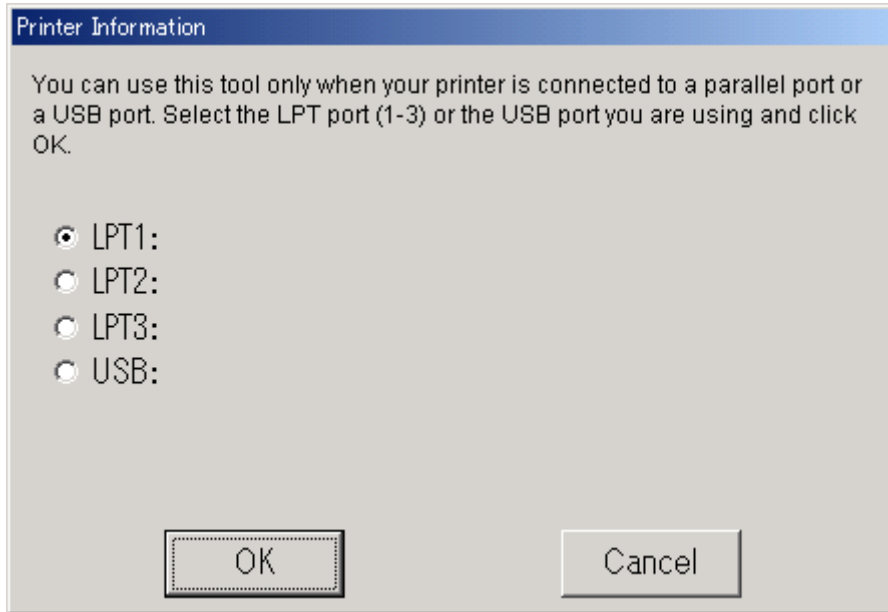 Printer Information
You can use this tool only when your printer is connected to a parallel port or
a USB port. Select the LPT port (1-3) or the USB port you are using and click
OK.
LPT1:
LPT2:
LPT3:
USB:
OK Cancel